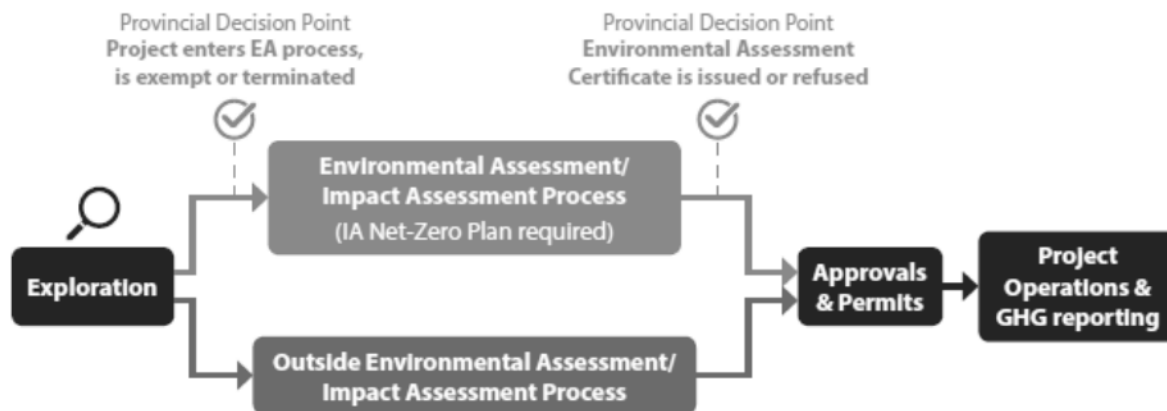 Provincial Decision Point
Project enters EA process,
is exempt or terminated
Provincial Decision Point
Environmental Assessment
Certificate is issued or refused
Environmental Assessment/
Impact Assessment Process
(IA Net-Zero Plan required)
Exploration
Approvals
& Permits
Project
Operations &
GHG reporting
Outside Environmental Assessment/
Impact Assessment Process